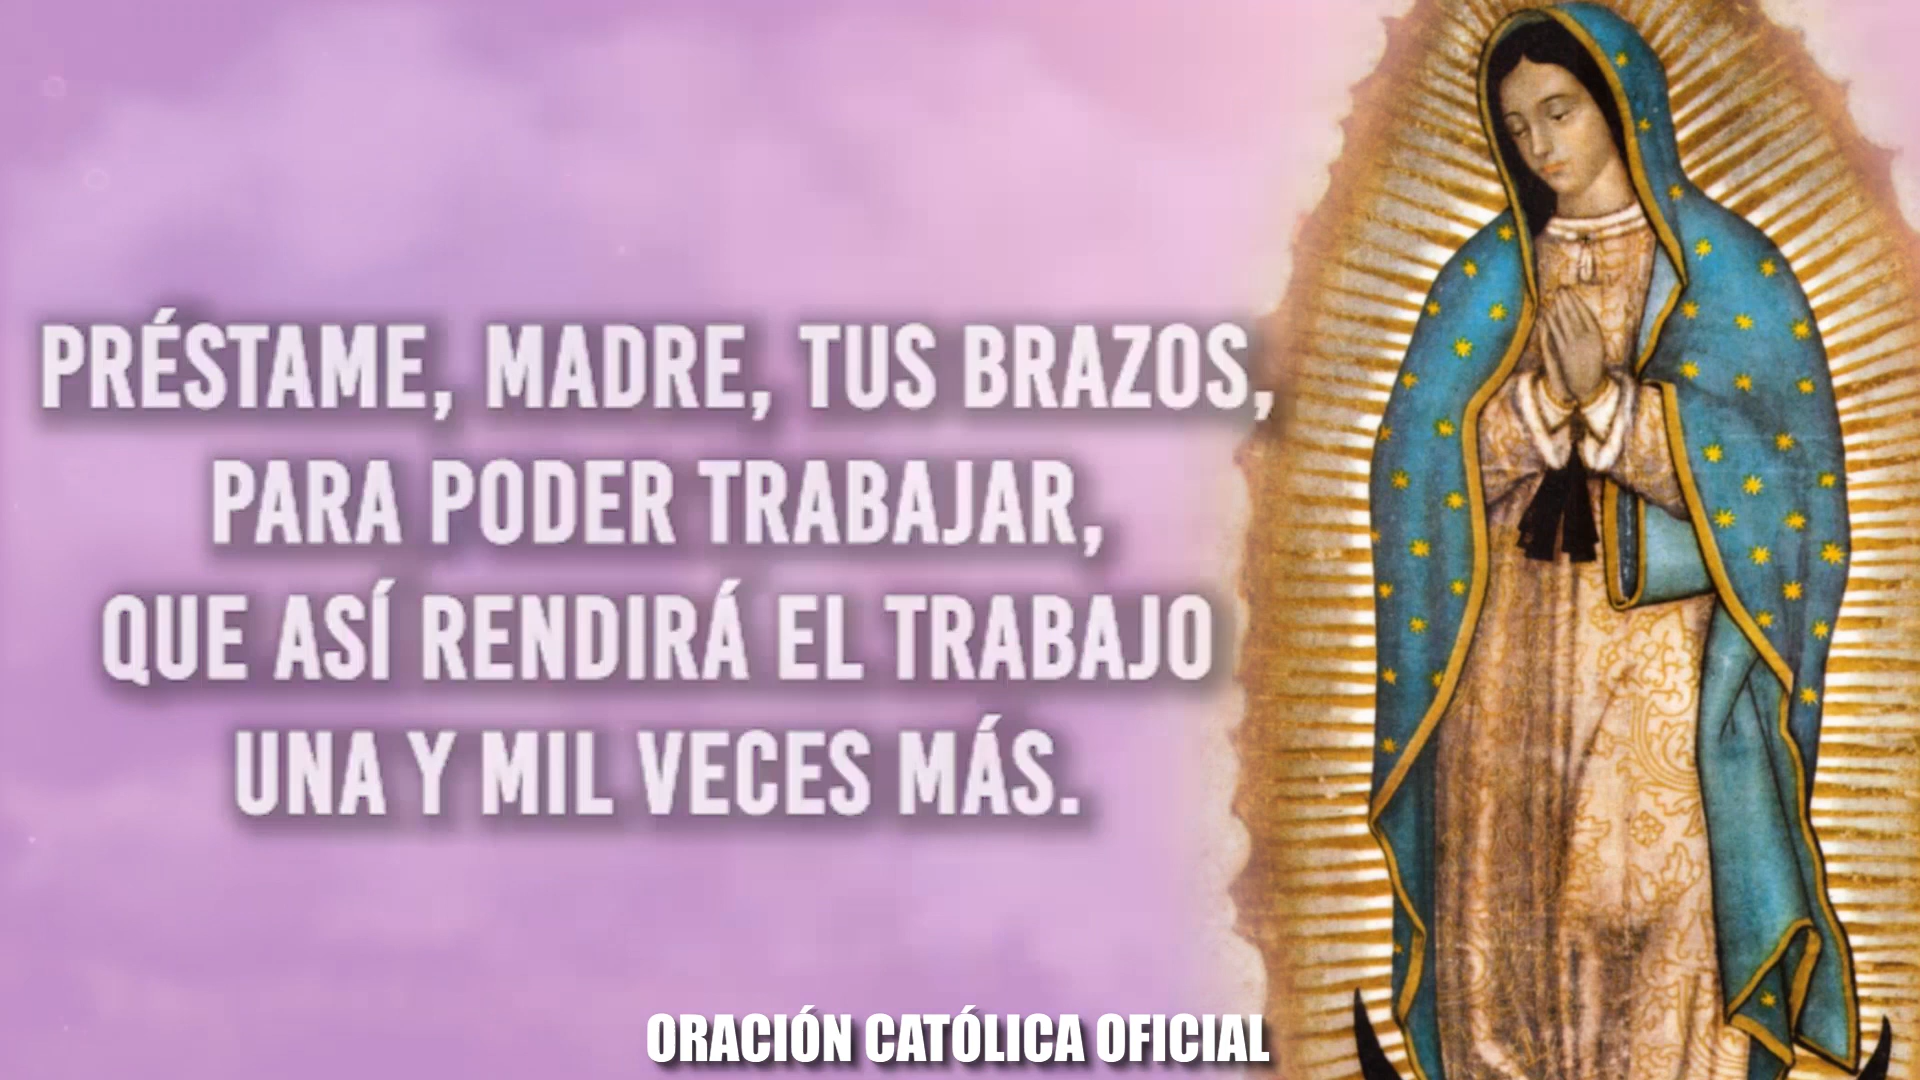 PRÉSTAME, MADRE, TUS BRAZOS,
PARA PODER TRABAJAR,
QUE ASÍ RENDIRÁ EL TRABAJO
UNA Y MIL VECES MÁS.
ORACIÓN CATÓLICA OFICIAL